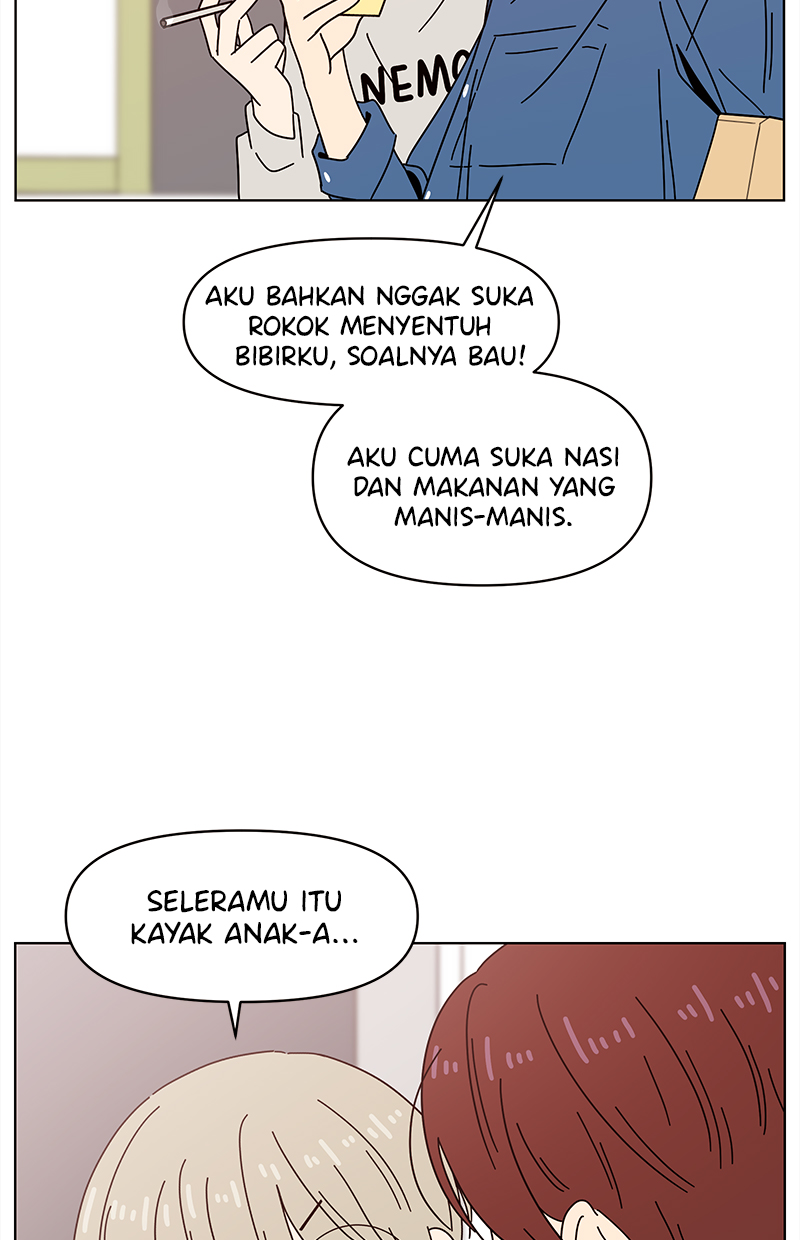 NEMO
AKU BAHKAN NGGAK SUKA
ROKOK MENYENTUH
BIBIRKU, SOALNYA BAU!
AKU CUMA SUKA NASI
DAN MAKANAN YANG
MANIS-MANIS.
SELERAMU ITU
KAYAK ANAK-A...